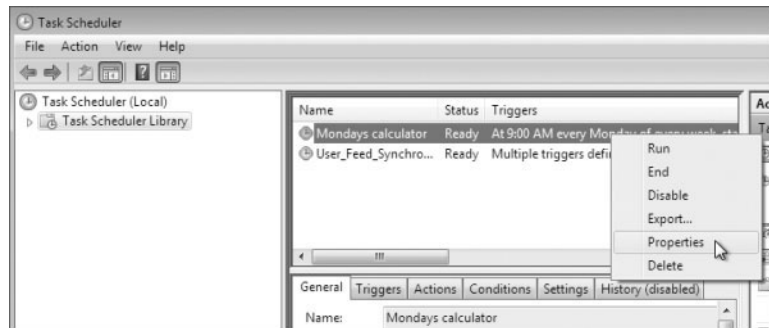 Task Scheduler
File Action View Help
Task Scheduler (Local)
Task Scheduler Library
Name Status Triggers
Mondays calculator Ready At 9:00 AM every Monday of every week, sta
User_Feed_Synchro... Ready Multiple triggers defi
Run
End
Disable
Export...
Properties
Delete
General Triggers Actions Conditions Settings History (disabled)
Name: Mondays calculator